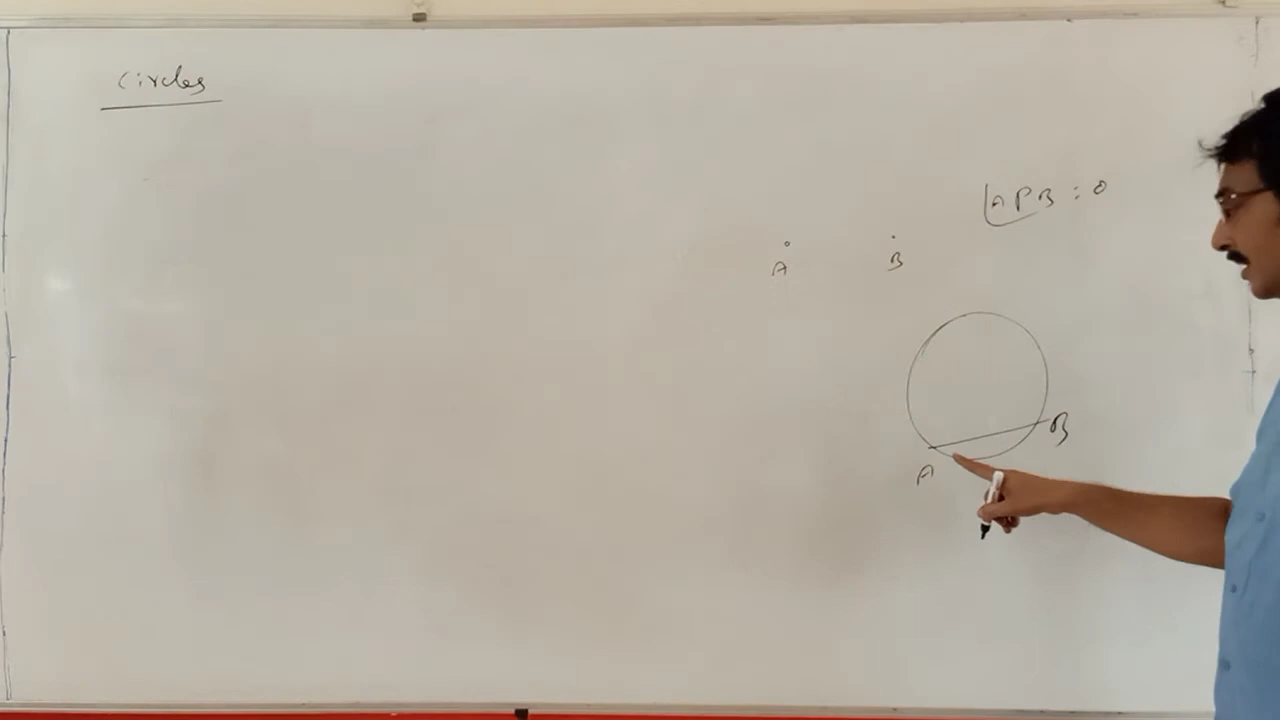 Circles
∠APB = θ
A
B
B
A